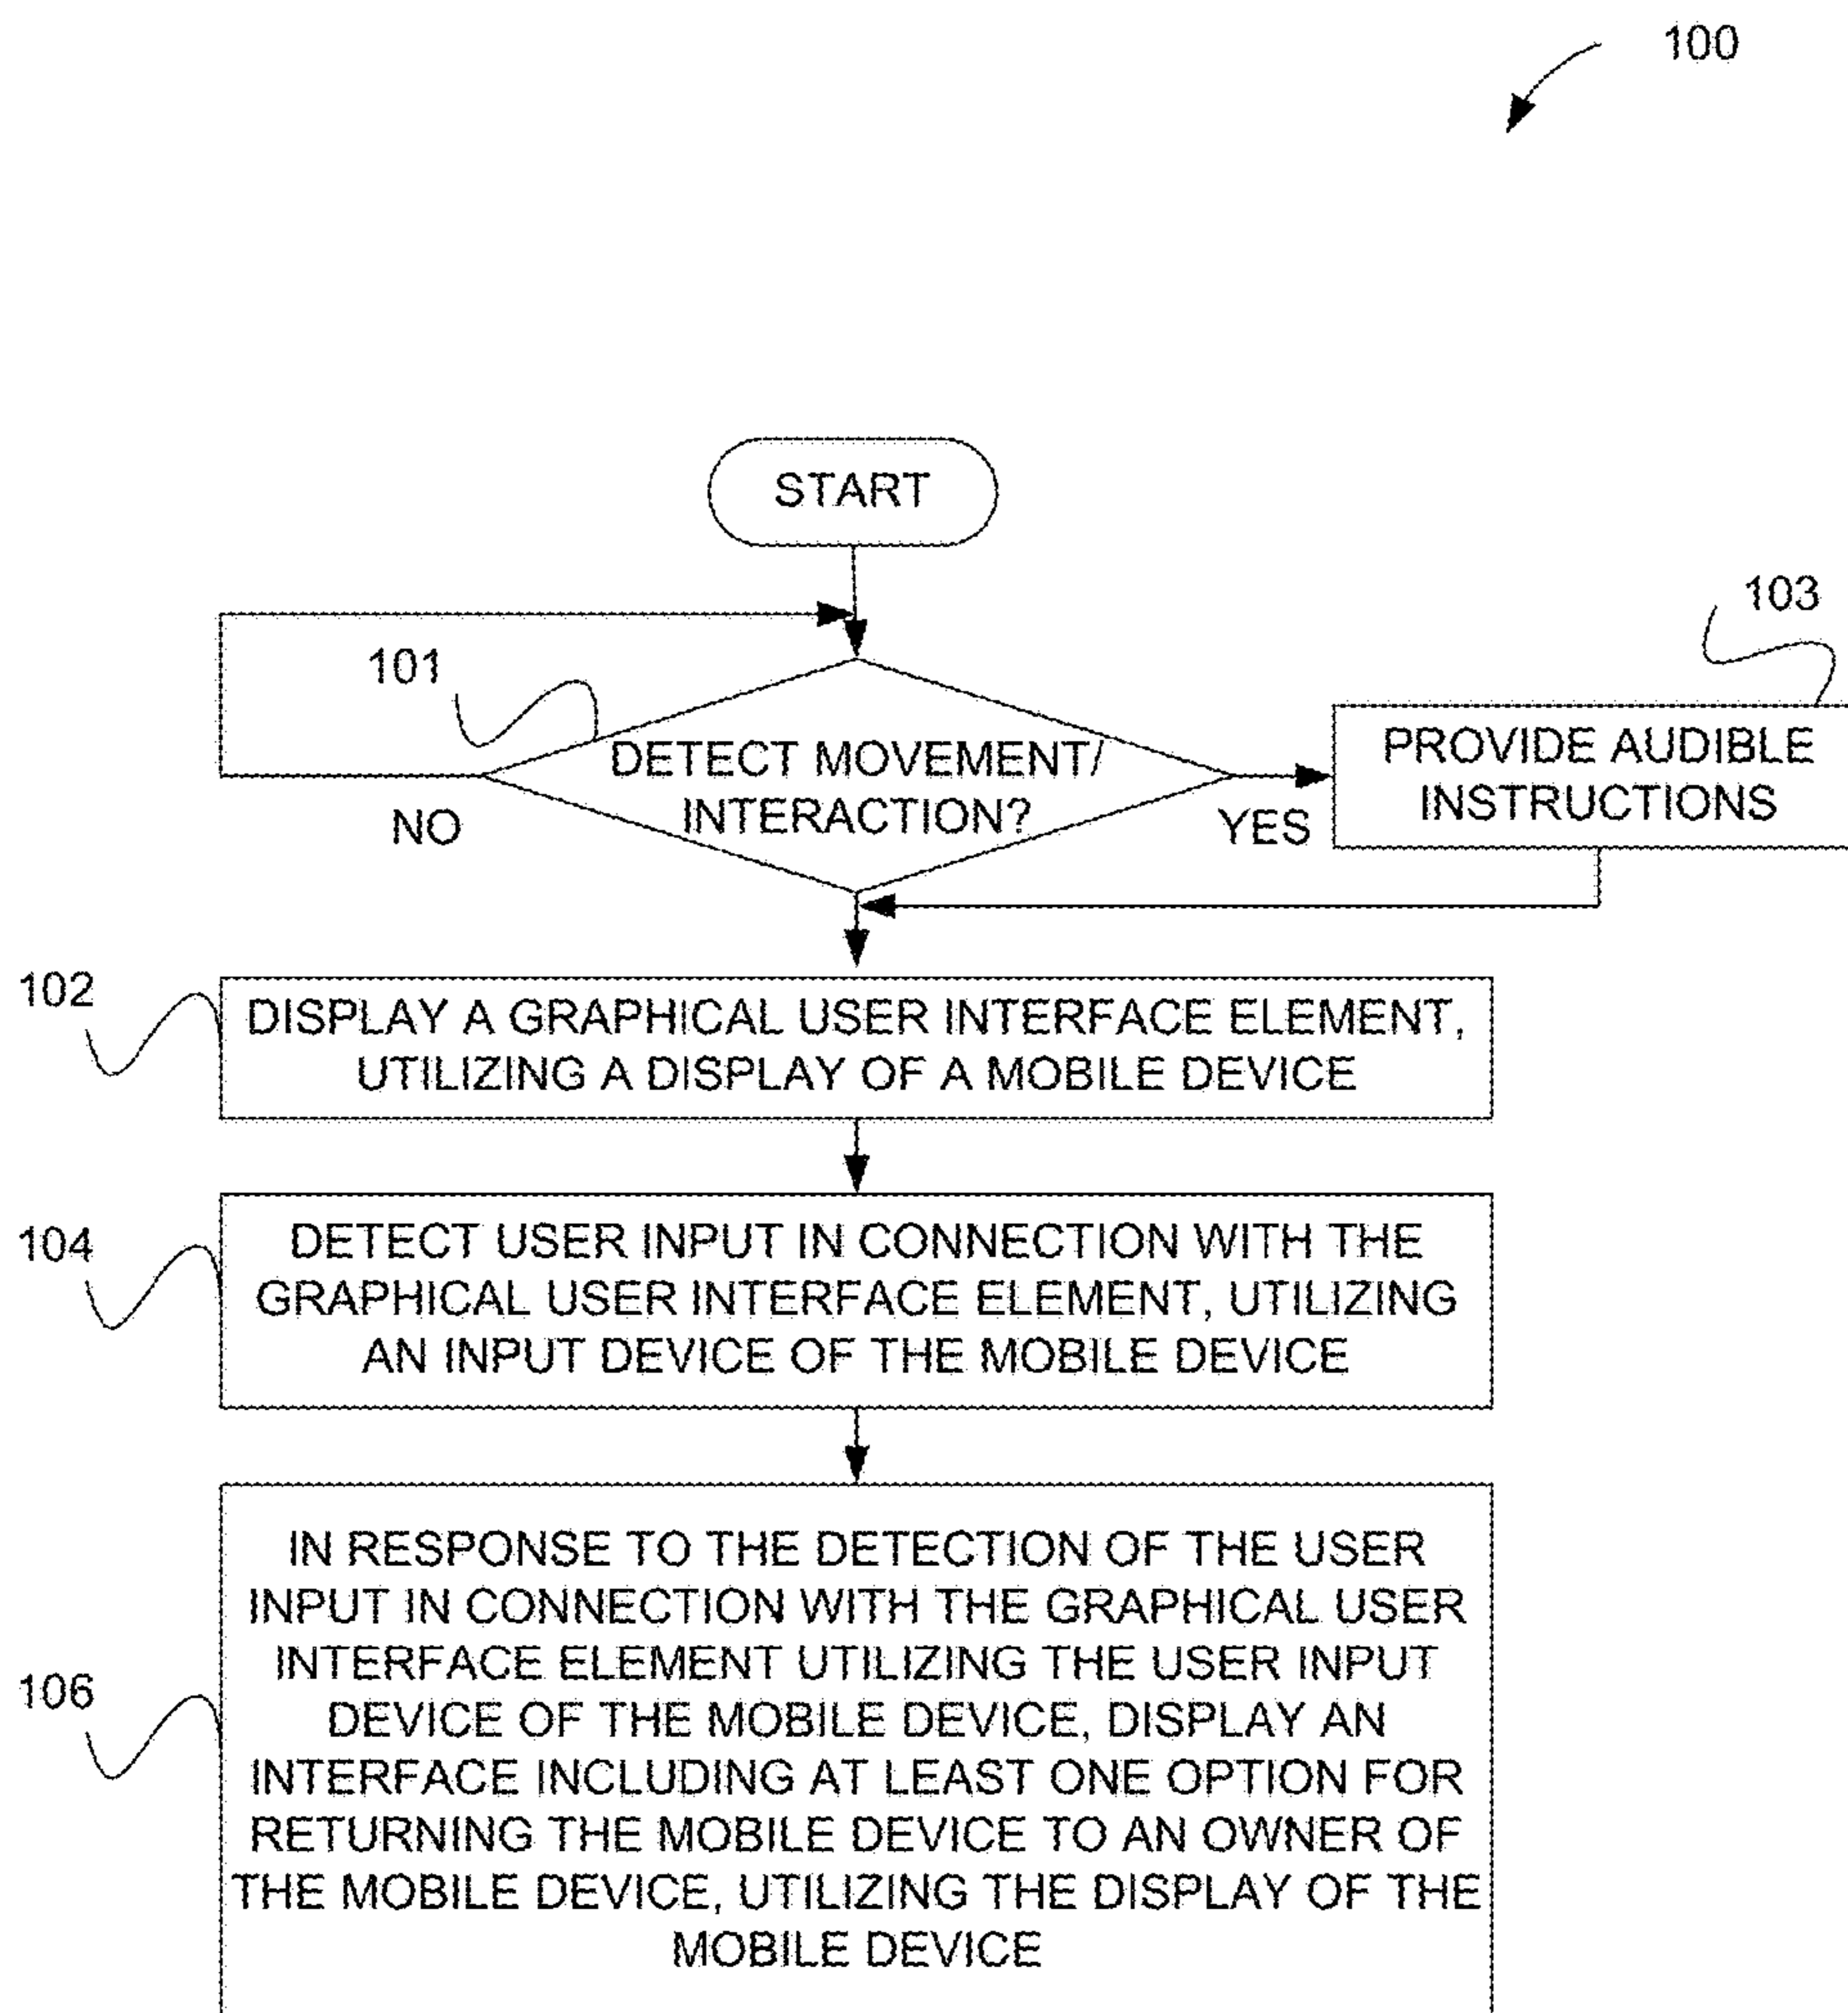 100
START
103
101
DETECT MOVEMENT/
INTERACTION?
PROVIDE AUDIBLE
INSTRUCTIONS
NO
YES
102
DISPLAY A GRAPHICAL USER INTERFACE ELEMENT,
UTILIZING A DISPLAY OF A MOBILE DEVICE
104
DETECT USER INPUT IN CONNECTION WITH THE
GRAPHICAL USER INTERFACE ELEMENT, UTILIZING
AN INPUT DEVICE OF THE MOBILE DEVICE
106
IN RESPONSE TO THE DETECTION OF THE USER
INPUT IN CONNECTION WITH THE GRAPHICAL USER
INTERFACE ELEMENT UTILIZING THE USER INPUT
DEVICE OF THE MOBILE DEVICE, DISPLAY AN
INTERFACE INCLUDING AT LEAST ONE OPTION FOR
RETURNING THE MOBILE DEVICE TO AN OWNER OF
THE MOBILE DEVICE, UTILIZING THE DISPLAY OF THE
MOBILE DEVICE